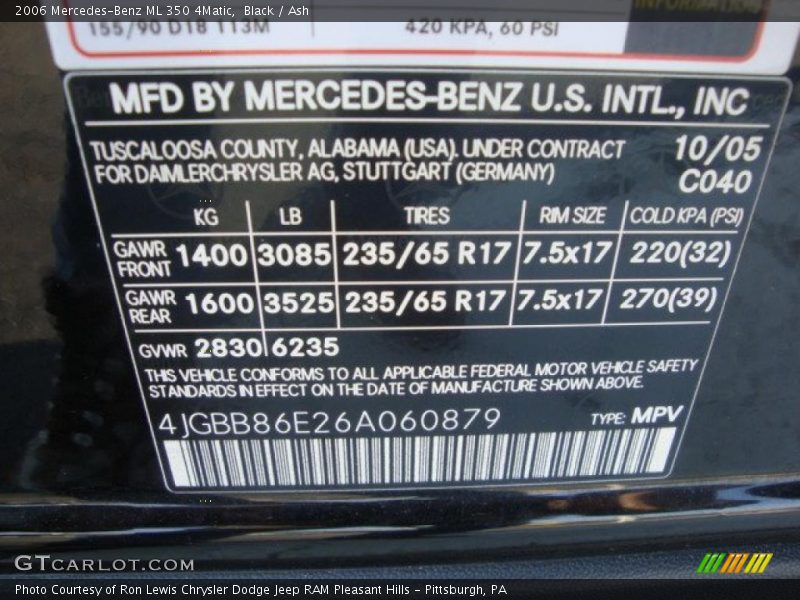 2006 Mercedes-Benz ML 350 4Matic, Black / Ash
155/90 D18 113M 420 KPA, 60 PSI
INFORMATION
MFD BY MERCEDES-BENZ U.S. INTL., INC
TUSCALOOSA COUNTY, ALABAMA (USA). UNDER CONTRACT 10/05
FOR DAIMLERCHRYSLER AG, STUTTGART (GERMANY) C040
KG LB TIRES RIM SIZE COLD KPA (PSI)
GAWR FRONT 1400 3085 235/65 R17 7.5x17 220(32)
GAWR REAR 1600 3525 235/65 R17 7.5x17 270(39)
GVWR 2830 6235
THIS VEHICLE CONFORMS TO ALL APPLICABLE FEDERAL MOTOR VEHICLE SAFETY
STANDARDS IN EFFECT ON THE DATE OF MANUFACTURE SHOWN ABOVE.
4JGBB86E26A060879 TYPE: MPV
GTCARLOT.COM
Photo Courtesy of Ron Lewis Chrysler Dodge Jeep RAM Pleasant Hills - Pittsburgh, PA